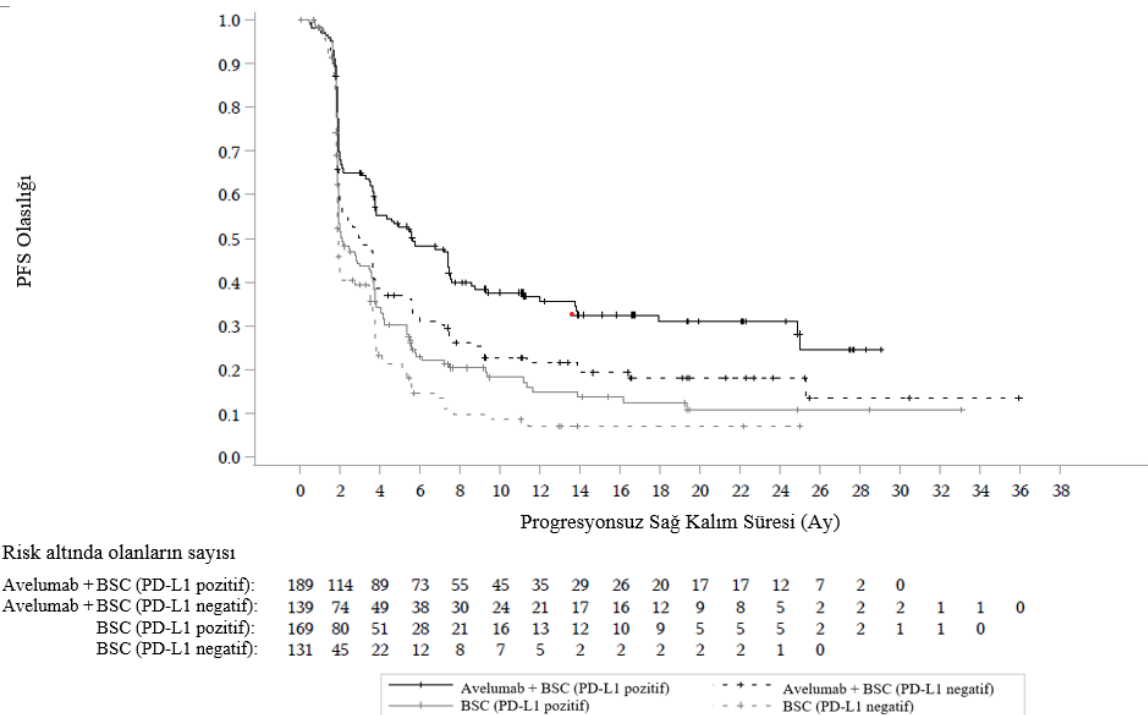 1.0
0.9
0.8
0.7
0.6
0.5
0.4
0.3
0.2
0.1
0.0
PFS Olasılığı
0 2 4 6 8 10 12 14 16 18 20 22 24 26 28 30 32 34 36 38
Progresyonsuz Sağ Kalım Süresi (Ay)
Risk altında olanların sayısı
Avelumab + BSC (PD-L1 pozitif): 189 114 89 73 55 45 35 29 26 20 17 17 12 7 2 0
Avelumab + BSC (PD-L1 negatif): 139 74 49 38 30 24 21 17 16 12 9 8 5 2 2 2 1 1 0
BSC (PD-L1 pozitif): 169 80 51 28 21 16 13 12 10 9 5 5 5 2 2 1 1 0
BSC (PD-L1 negatif): 131 45 22 12 8 7 5 2 2 2 2 2 1 0
Avelumab + BSC (PD-L1 pozitif) Avelumab + BSC (PD-L1 negatif)
BSC (PD-L1 pozitif) BSC (PD-L1 negatif)